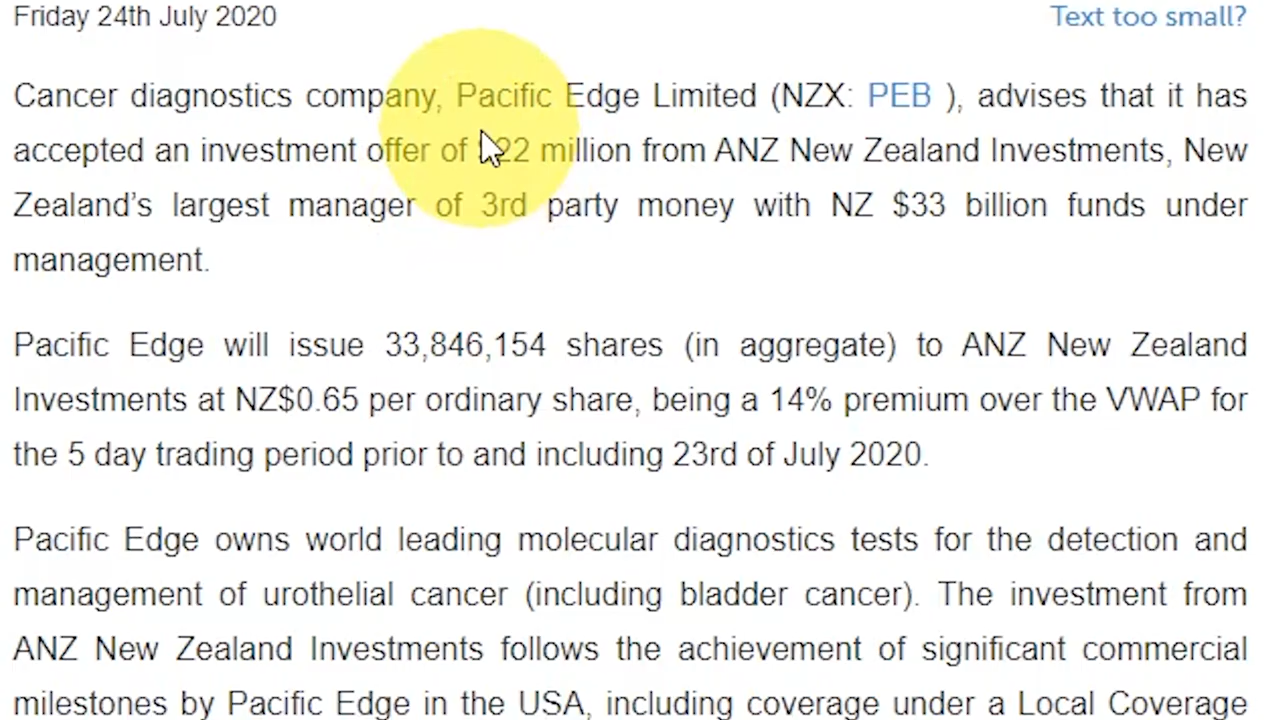 Friday 24th July 2020 Text too small?
Cancer diagnostics company, Pacific Edge Limited (NZX: PEB ), advises that it has
accepted an investment offer of $22 million from ANZ New Zealand Investments, New
Zealand’s largest manager of 3rd party money with NZ $33 billion funds under
management.
Pacific Edge will issue 33,846,154 shares (in aggregate) to ANZ New Zealand
Investments at NZ$0.65 per ordinary share, being a 14% premium over the VWAP for
the 5 day trading period prior to and including 23rd of July 2020.
Pacific Edge owns world leading molecular diagnostics tests for the detection and
management of urothelial cancer (including bladder cancer). The investment from
ANZ New Zealand Investments follows the achievement of significant commercial
milestones by Pacific Edge in the USA, including coverage under a Local Coverage